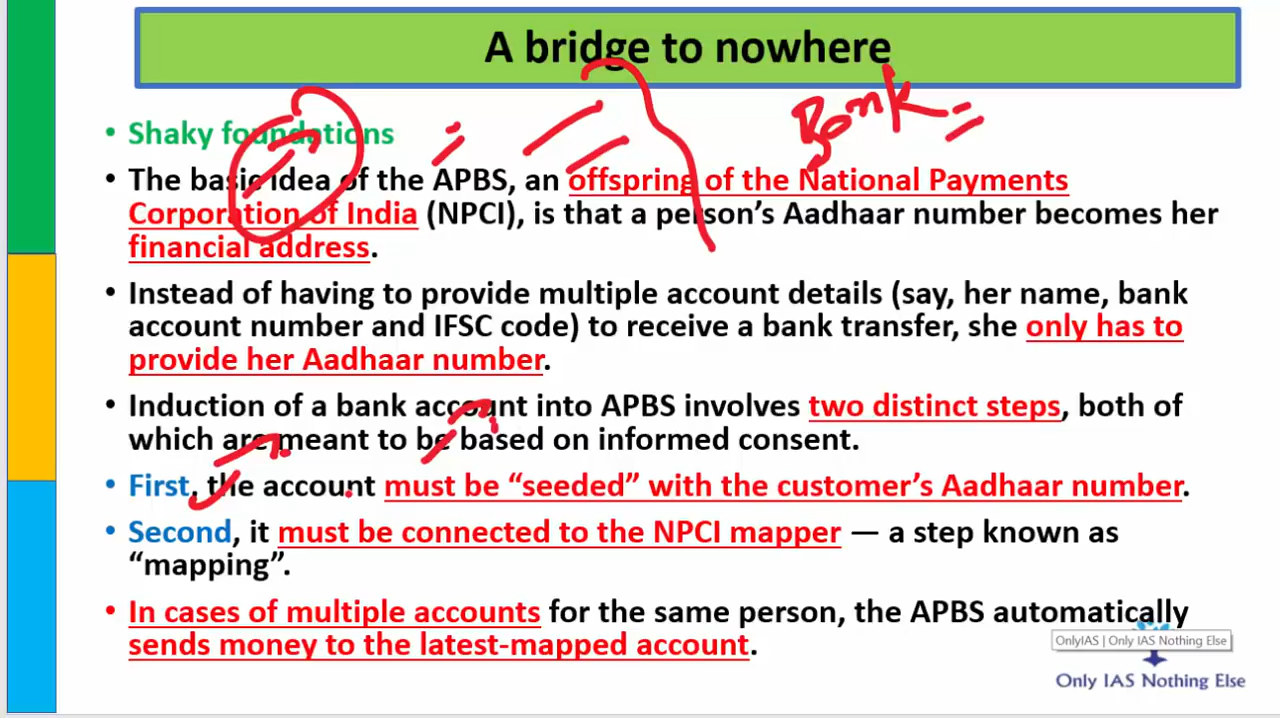 A bridge to nowhere
Bank
• Shaky foundations
• The basic idea of the APBS, an offspring of the National Payments
Corporation of India (NPCI), is that a person's Aadhaar number becomes her
financial address.
• Instead of having to provide multiple account details (say, her name, bank
account number and IFSC code) to receive a bank transfer, she only has to
provide her Aadhaar number.
• Induction of a bank account into APBS involves two distinct steps, both of
which are meant to be based on informed consent.
• First, the account must be “seeded” with the customer's Aadhaar number.
• Second, it must be connected to the NPCI mapper — a step known as
“mapping”.
• In cases of multiple accounts for the same person, the APBS automatically
sends money to the latest-mapped account.
OnlyIAS | Only IAS Nothing Else
Only IAS Nothing Else